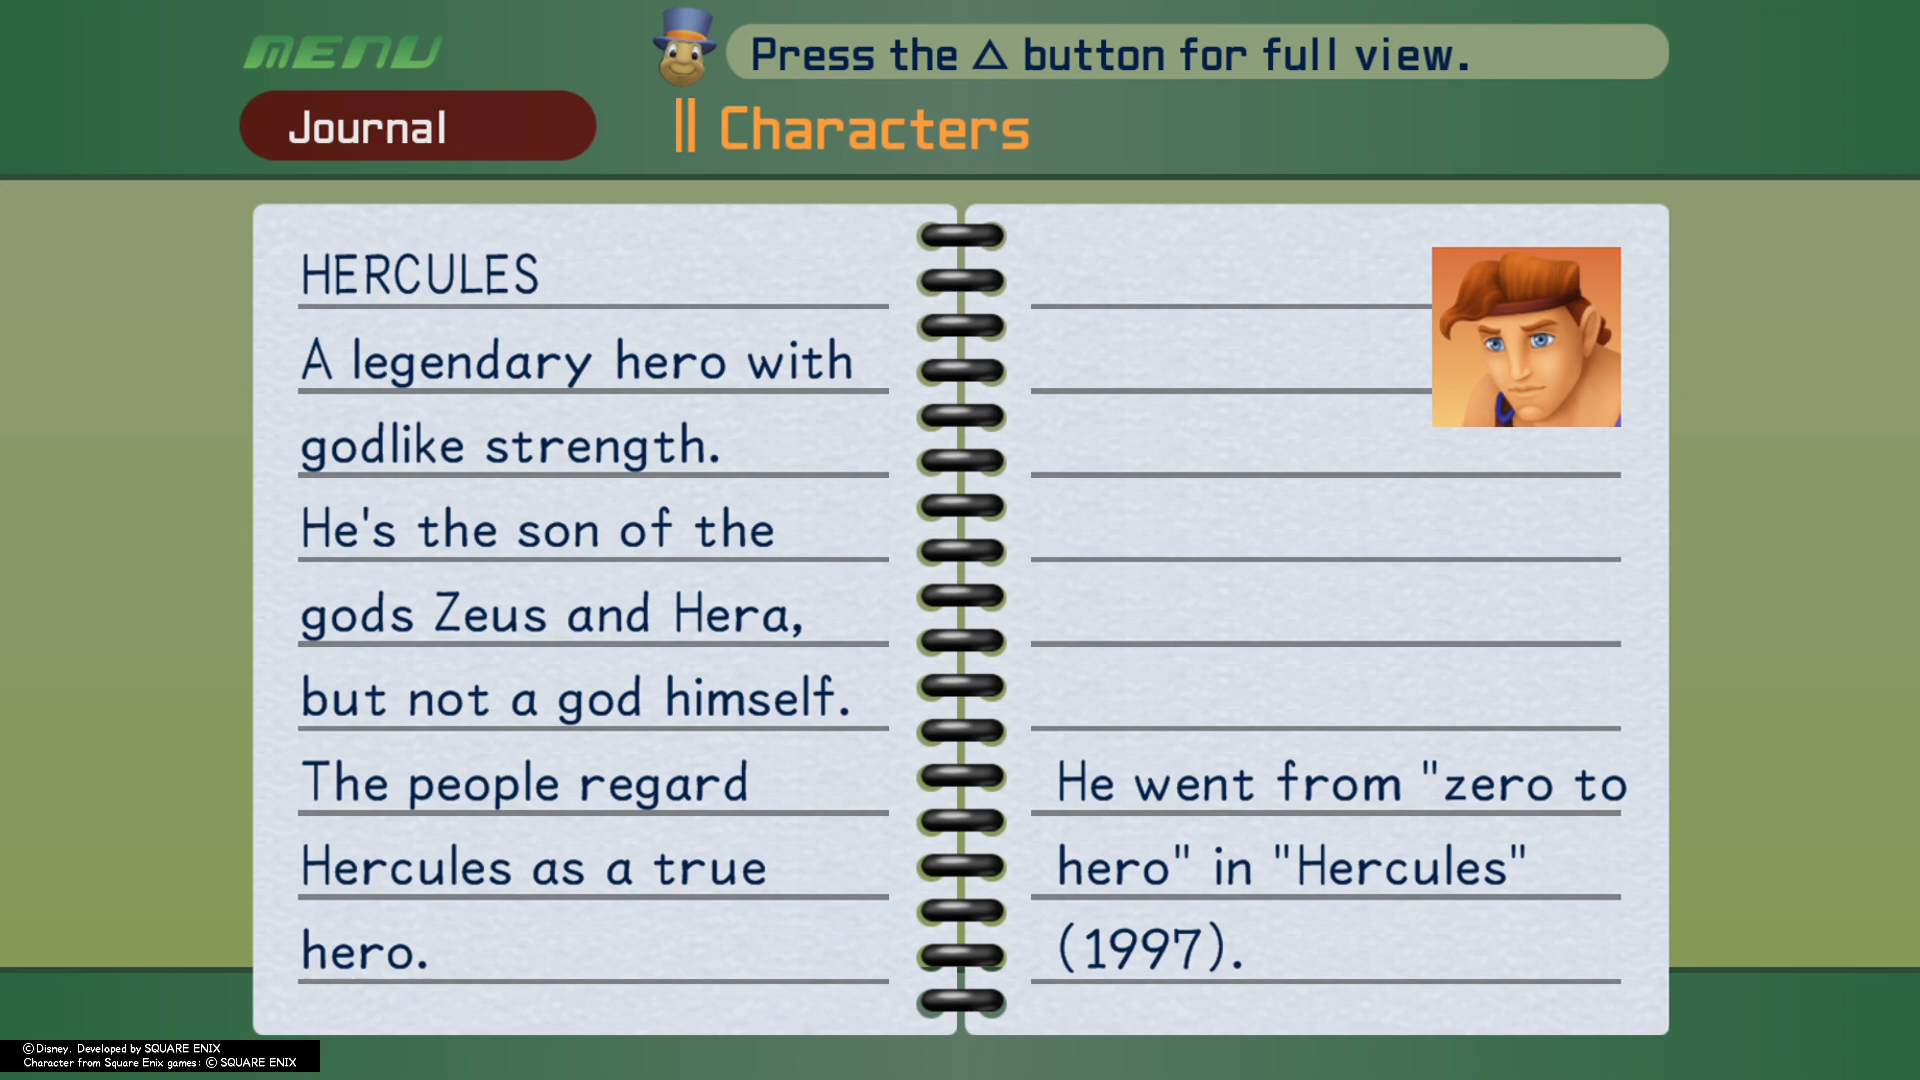 MENU
Press the △ button for full view.
Journal
Characters
HERCULES
A legendary hero with
godlike strength.
He's the son of the
gods Zeus and Hera,
but not a god himself.
The people regard
Hercules as a true
hero.
He went from "zero to
hero" in "Hercules"
(1997).
©Disney. Developed by SQUARE ENIX
Character from Square Enix games: © SQUARE ENIX